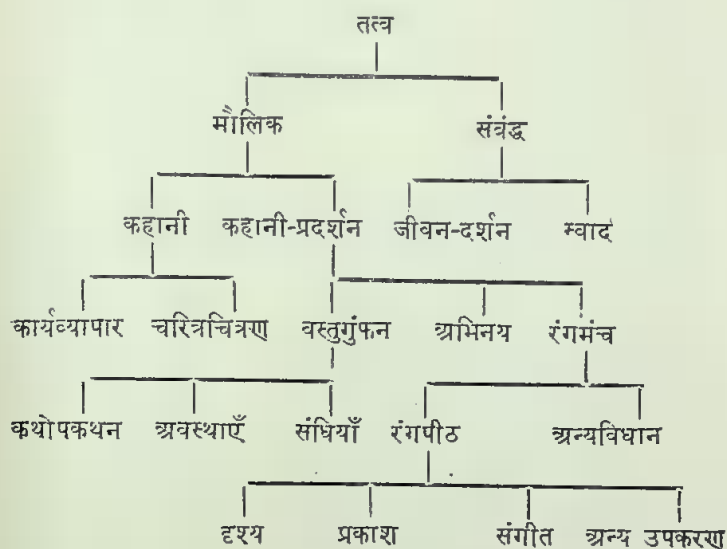 तत्व
मौलिक संबंद्ध
कहानी कहानी-प्रदर्शन जीवन-दर्शन स्वाद
कार्यव्यापार चरित्रचित्रण वस्तुगुंफन अभिनय रंगमंच
कथोपकथन अवस्थाएँ संधियाँ रंगपीठ अन्यविधान
दृश्य प्रकाश संगीत अन्य उपकरण